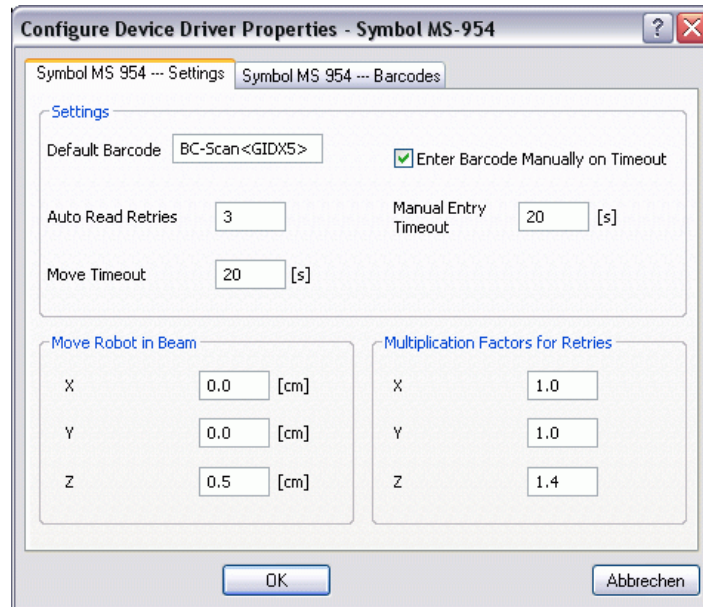 Configure Device Driver Properties - Symbol MS-954
Symbol MS 954 --- Settings
Symbol MS 954 --- Barcodes
Settings
Default Barcode BC-Scan<GIDX5>
Enter Barcode Manually on Timeout
Auto Read Retries 3
Manual Entry
Timeout 20 [s]
Move Timeout 20 [s]
Move Robot in Beam
X 0.0 [cm]
Y 0.0 [cm]
Z 0.5 [cm]
Multiplication Factors for Retries
X 1.0
Y 1.0
Z 1.4
OK
Abbrechen